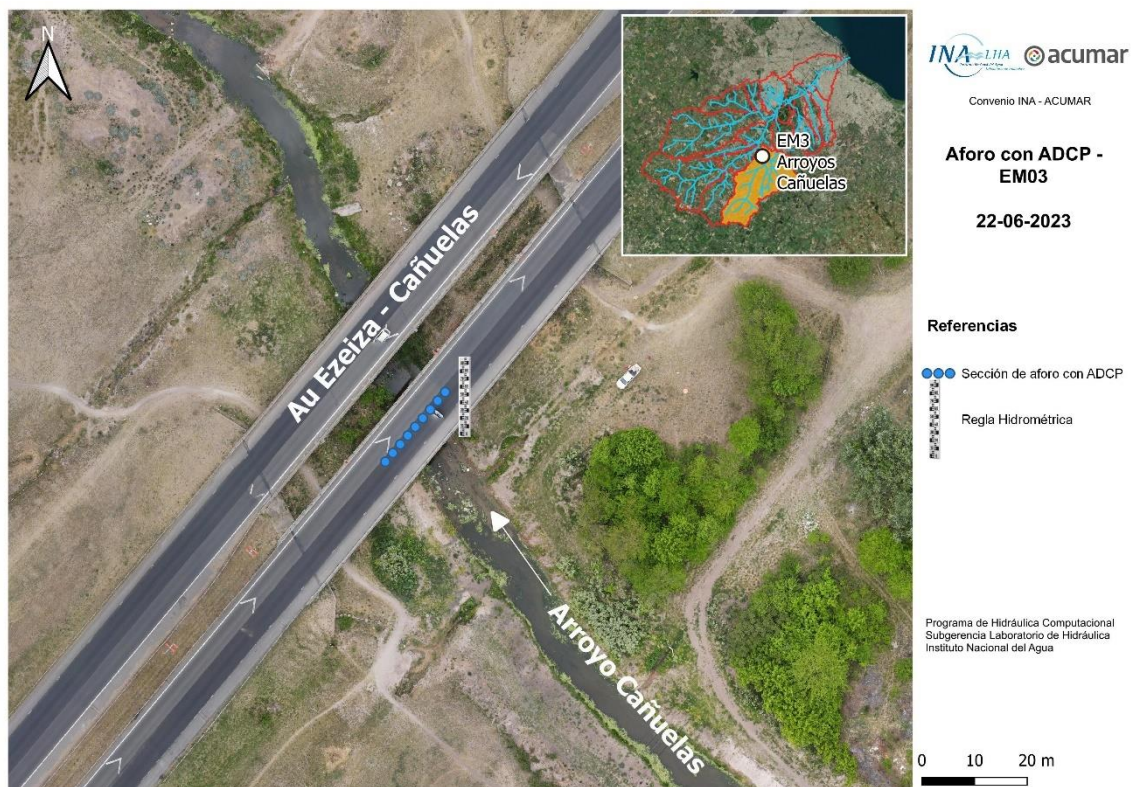 N
Au Ezeiza - Cañuelas
Arroyo Cañuelas
EM3
Arroyos
Cañuelas
INA LHA
acumar
Convenio INA - ACUMAR
Aforo con ADCP -
EM03
22-06-2023
Referencias
Sección de aforo con ADCP
Regla Hidrométrica
Programa de Hidráulica Computacional
Subgerencia Laboratorio de Hidráulica
Instituto Nacional del Agua
0 10 20 m